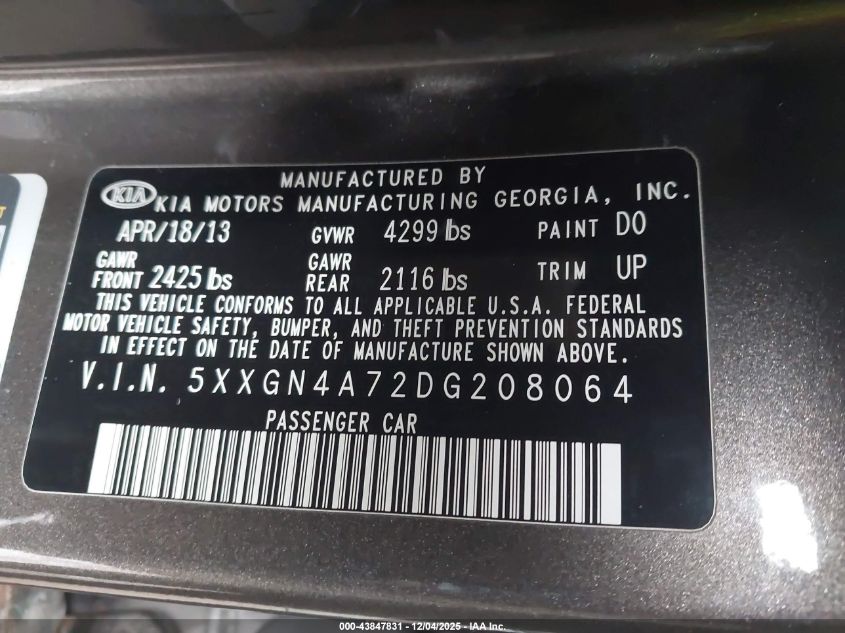 MANUFACTURED BY
KIA KIA MOTORS MANUFACTURING GEORGIA, INC.
APR/18/13 GVWR 4299 lbs PAINT DO
GAWR FRONT 2425 lbs GAWR REAR 2116 lbs TRIM UP
THIS VEHICLE CONFORMS TO ALL APPLICABLE U.S.A. FEDERAL
MOTOR VEHICLE SAFETY, BUMPER, AND THEFT PREVENTION STANDARDS
IN EFFECT ON THE DATE OF MANUFACTURE SHOWN ABOVE.
V.I.N. 5XXGN4A72DG208064
PASSENGER CAR
000-43847831 - 12/04/2025 - IAA Inc.